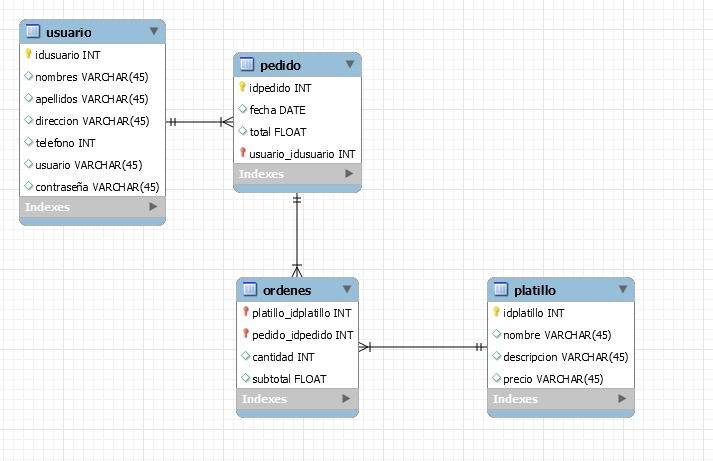 usuario
idusuario INT
nombres VARCHAR(45)
apellidos VARCHAR(45)
direccion VARCHAR(45)
telefono INT
usuario VARCHAR(45)
contraseña VARCHAR(45)
Indexes
pedido
idpedido INT
fecha DATE
total FLOAT
usuario_idusuario INT
Indexes
ordenes
platillo_idplatillo INT
pedido_idpedido INT
cantidad INT
subtotal FLOAT
Indexes
platillo
idplatillo INT
nombre VARCHAR(45)
descripcion VARCHAR(45)
precio VARCHAR(45)
Indexes